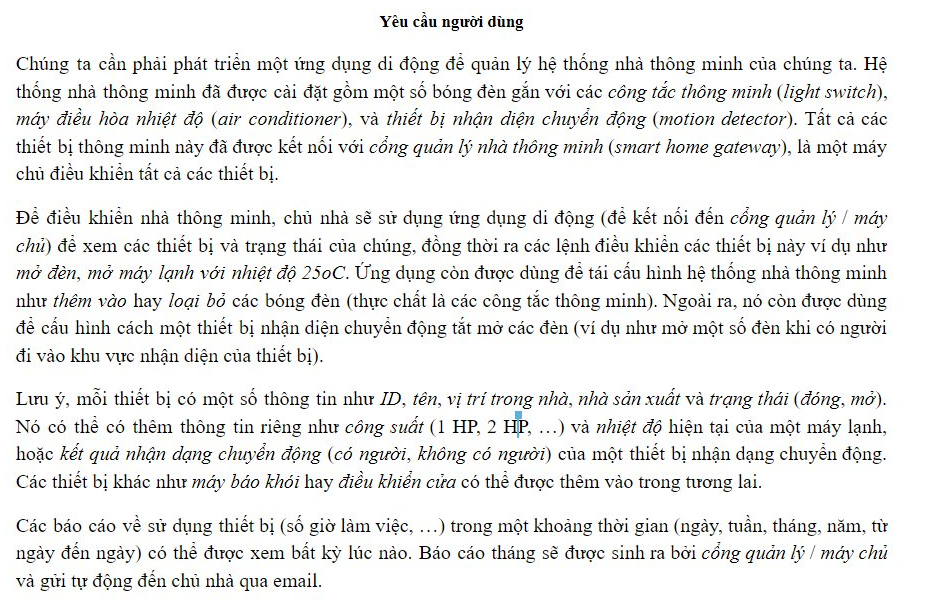 Yêu cầu người dùng
Chúng ta cần phải phát triển một ứng dụng di động để quản lý hệ thống nhà thông minh của chúng ta. Hệ
thống nhà thông minh đã được cài đặt gồm một số bóng đèn gắn với các công tắc thông minh (light switch),
máy điều hòa nhiệt độ (air conditioner), và thiết bị nhận diện chuyển động (motion detector). Tất cả các
thiết bị thông minh này đã được kết nối với cổng quản lý nhà thông minh (smart home gateway), là một máy
chủ điều khiển tất cả các thiết bị.
Để điều khiển nhà thông minh, chủ nhà sẽ sử dụng ứng dụng di động (để kết nối đến cổng quản lý / máy
chủ) để xem các thiết bị và trạng thái của chúng, đồng thời ra các lệnh điều khiển các thiết bị này ví dụ như
mở đèn, mở máy lạnh với nhiệt độ 25oC. Ứng dụng còn được dùng để tái cấu hình hệ thống nhà thông minh
như thêm vào hay loại bỏ các bóng đèn (thực chất là các công tắc thông minh). Ngoài ra, nó còn được dùng
để cấu hình cách một thiết bị nhận diện chuyển động tắt mở các đèn (ví dụ như mở một số đèn khi có người
đi vào khu vực nhận diện của thiết bị).
Lưu ý, mỗi thiết bị có một số thông tin như ID, tên, vị trí trong nhà, nhà sản xuất và trạng thái (đóng, mở).
Nó có thể có thêm thông tin riêng như công suất (1 HP, 2 HP, …) và nhiệt độ hiện tại của một máy lạnh,
hoặc kết quả nhận dạng chuyển động (có người, không có người) của một thiết bị nhận dạng chuyển động.
Các thiết bị khác như máy báo khói hay điều khiển cửa có thể được thêm vào trong tương lai.
Các báo cáo về sử dụng thiết bị (số giờ làm việc, …) trong một khoảng thời gian (ngày, tuần, tháng, năm, từ
ngày đến ngày) có thể được xem bất kỳ lúc nào. Báo cáo tháng sẽ được sinh ra bởi cổng quản lý / máy chủ
và gửi tự động đến chủ nhà qua email.